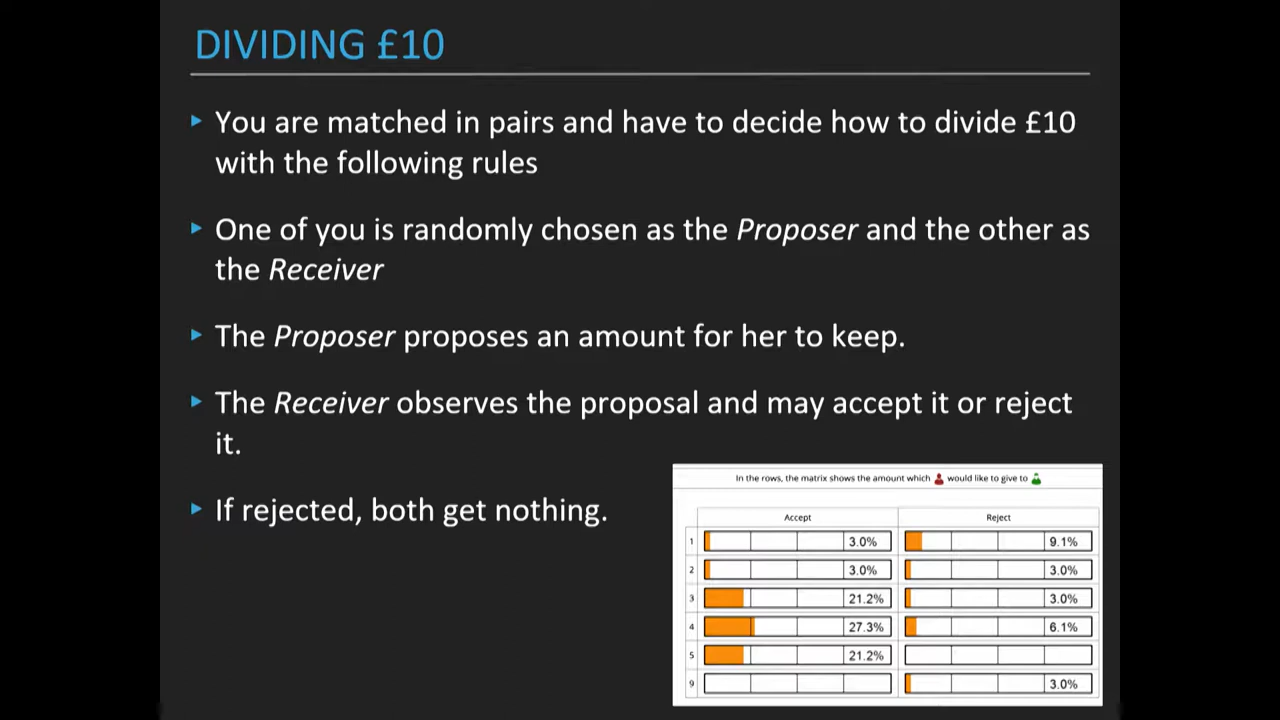 DIVIDING £10
You are matched in pairs and have to decide how to divide £10
with the following rules
One of you is randomly chosen as the Proposer and the other as
the Receiver
The Proposer proposes an amount for her to keep.
The Receiver observes the proposal and may accept it or reject
it.
If rejected, both get nothing.
In the rows, the matrix shows the amount which would like to give to
Accept Reject
1 3.0% 9.1%
2 3.0% 3.0%
3 21.2% 3.0%
4 27.3% 6.1%
5 21.2%
9 3.0%